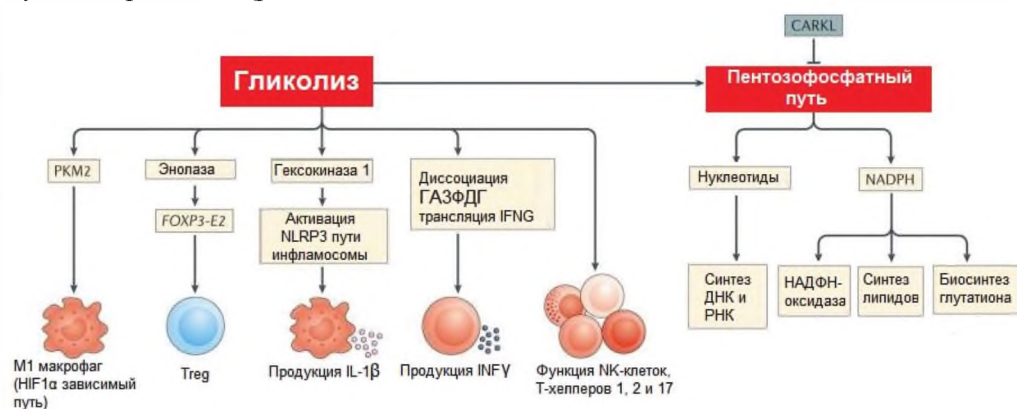 CARKL
Гликолиз
Пентозофосфатный
путь
PKM2
Энолаза
Гексокиназа 1
Диссоциация
ГАЗФДГ
трансляция IFNG
Нуклеотиды
NADPH
FOXP3-E2
Активация
NLRP3 пути
инфламосомы
Синтез
ДНК и
РНК
НАДФН-
оксидаза
Синтез
липидов
Биосинтез
глутатиона
М1 макрофаг
(HIF1α зависимый
путь)
Treg
Продукция IL-1β
Продукция INFγ
Функция NK-клеток,
Т-хелперов 1, 2 и 17